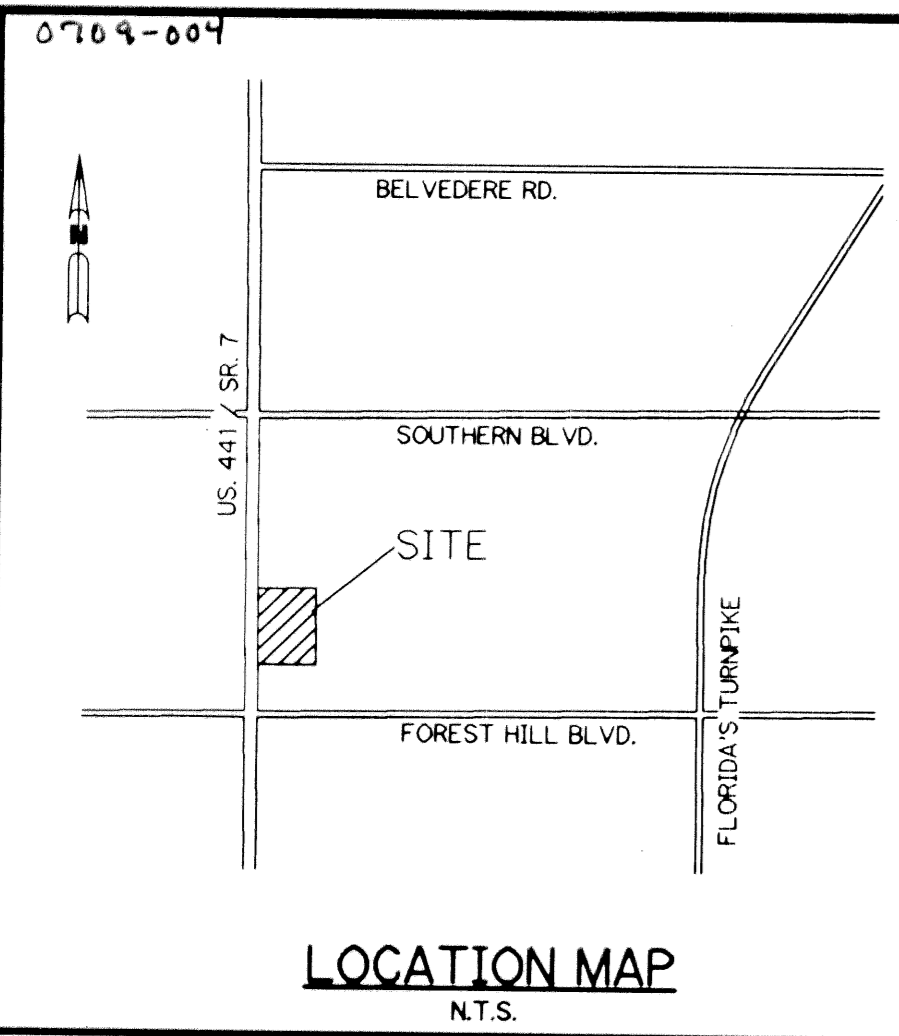 0709-004
N
BELVEDERE RD.
US. 441 / SR. 7
SOUTHERN BLVD.
SITE
FLORIDA'S TURNPIKE
FOREST HILL BLVD.
LOCATION MAP
N.T.S.